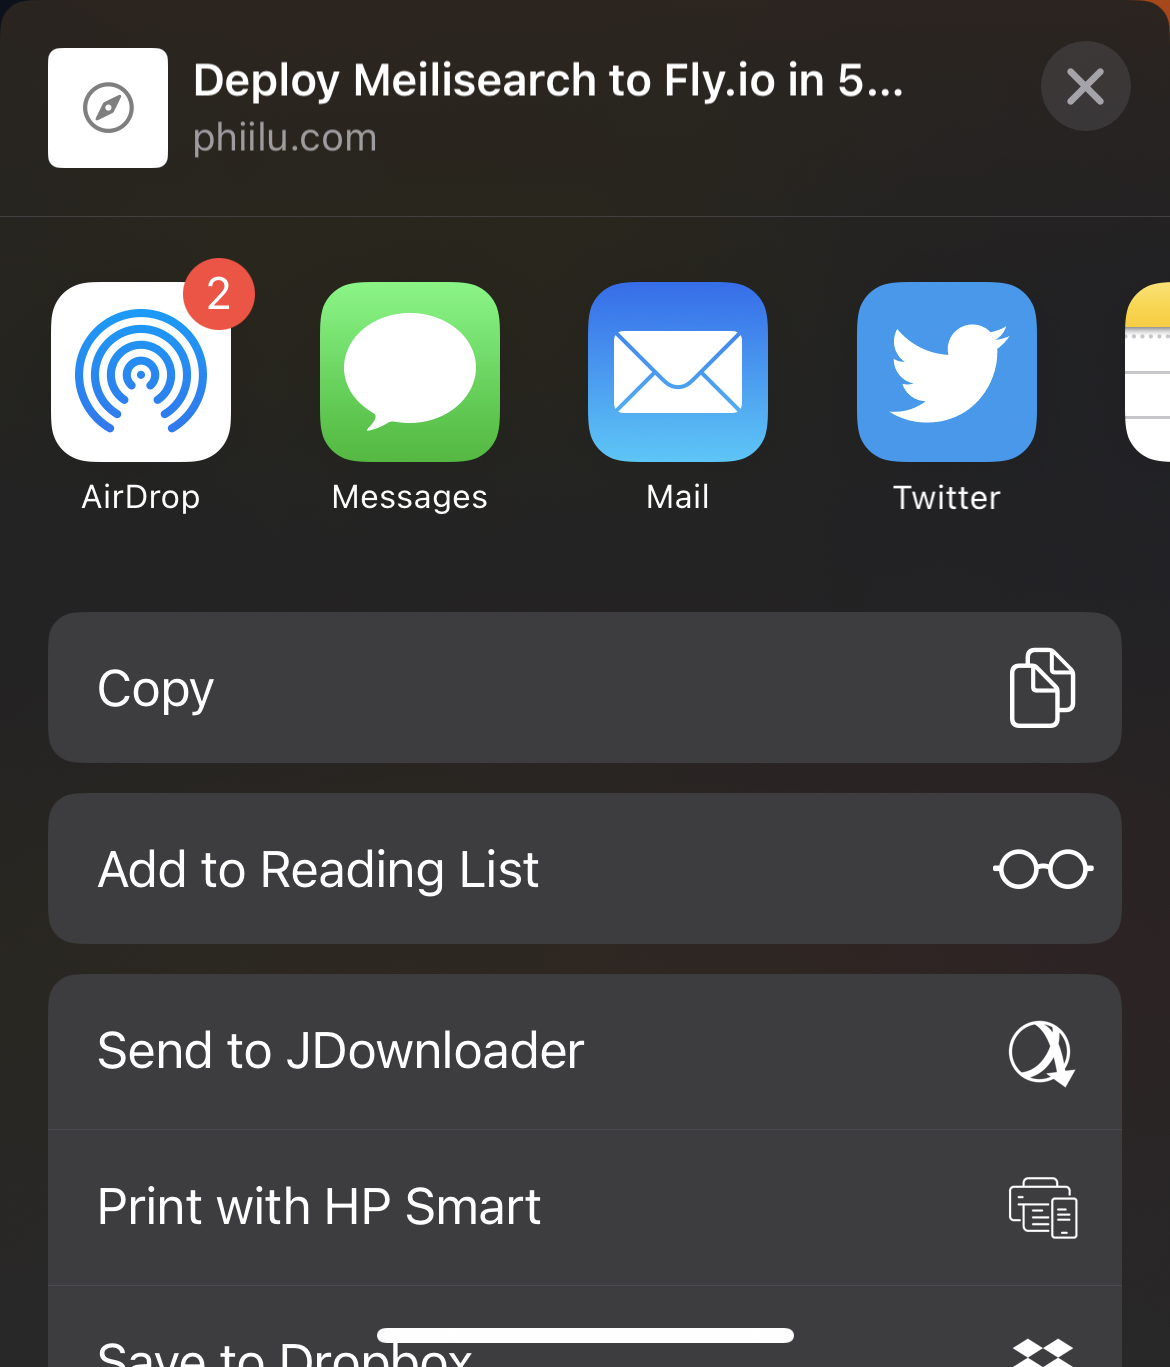 Deploy Meilisearch to Fly.io in 5...
phiilu.com
2
AirDrop
Messages
Mail
Twitter
Copy
Add to Reading List
Send to JDownloader
Print with HP Smart
Save to Dropbox